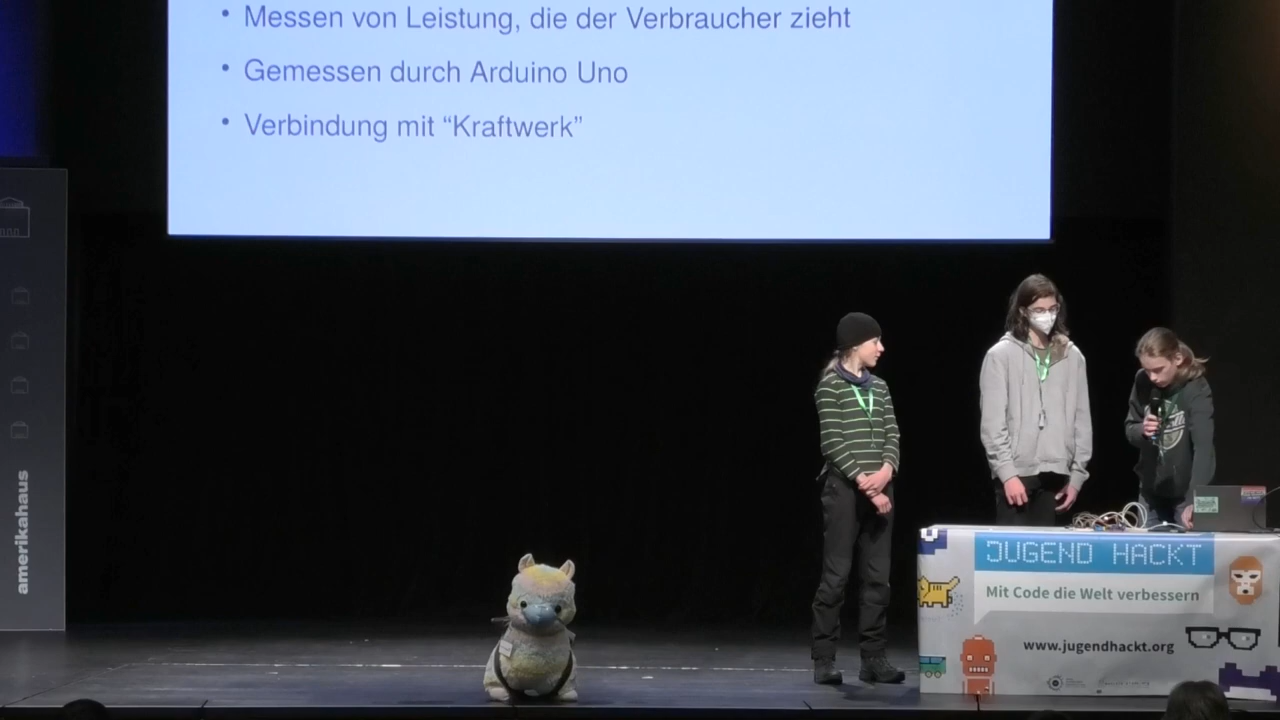 • Messen von Leistung, die der Verbraucher zieht
• Gemessen durch Arduino Uno
• Verbindung mit “Kraftwerk”
amerikahaus
JUGEND HACKT
Mit Code die Welt verbessern
www.jugendhackt.org